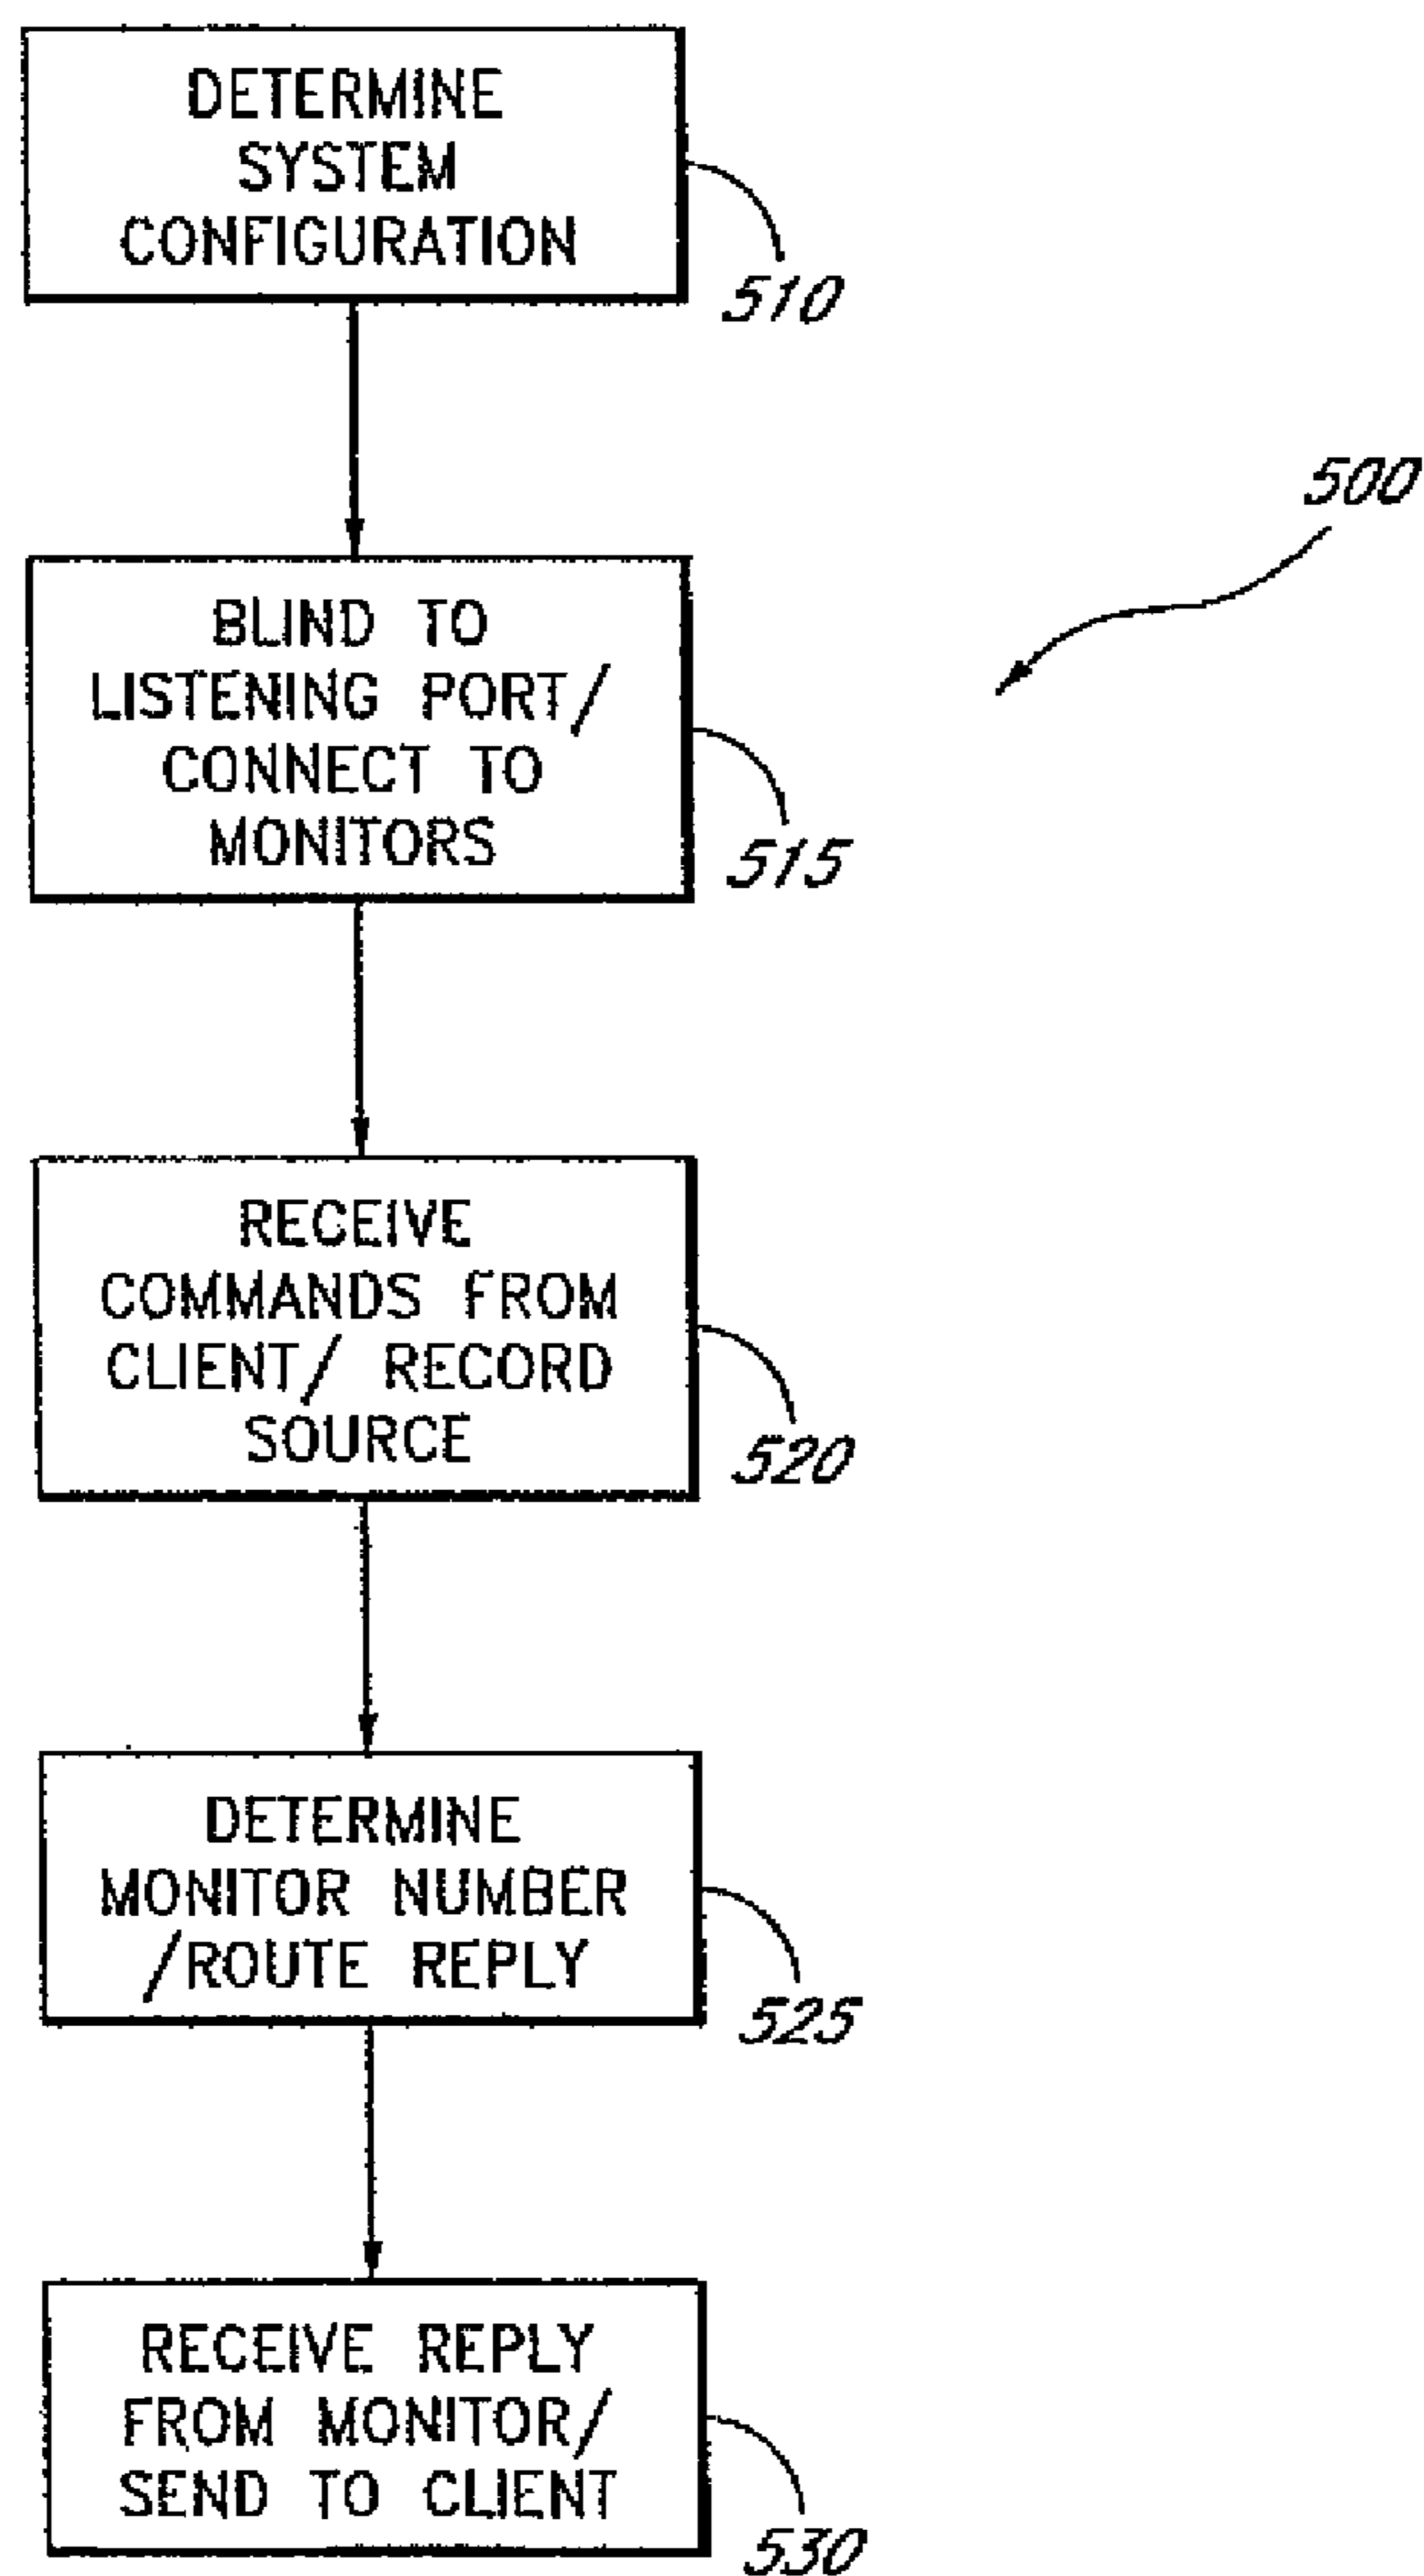 DETERMINE
SYSTEM
CONFIGURATION
510
500
BLIND TO
LISTENING PORT/
CONNECT TO
MONITORS
515
RECEIVE
COMMANDS FROM
CLIENT/ RECORD
SOURCE
520
DETERMINE
MONITOR NUMBER
/ROUTE REPLY
525
RECEIVE REPLY
FROM MONITOR/
SEND TO CLIENT
530